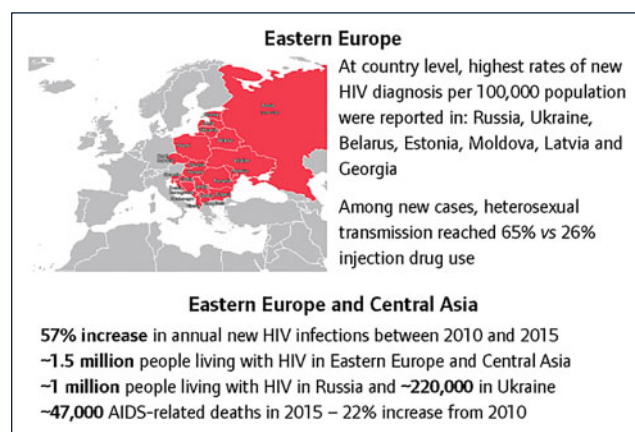 Eastern Europe
At country level, highest rates of new
HIV diagnosis per 100,000 population
were reported in: Russia, Ukraine,
Belarus, Estonia, Moldova, Latvia and
Georgia
Among new cases, heterosexual
transmission reached 65% vs 26%
injection drug use
Eastern Europe and Central Asia
57% increase in annual new HIV infections between 2010 and 2015
~1.5 million people living with HIV in Eastern Europe and Central Asia
~1 million people living with HIV in Russia and ~220,000 in Ukraine
~47,000 AIDS-related deaths in 2015 – 22% increase from 2010